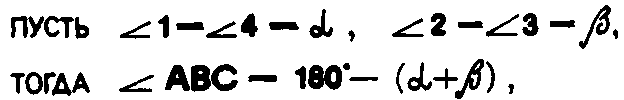 ПУСТЬ ∠1—∠4 — α, ∠2—∠3 — β,
ТОГДА ∠ABC — 180°— (α+β),